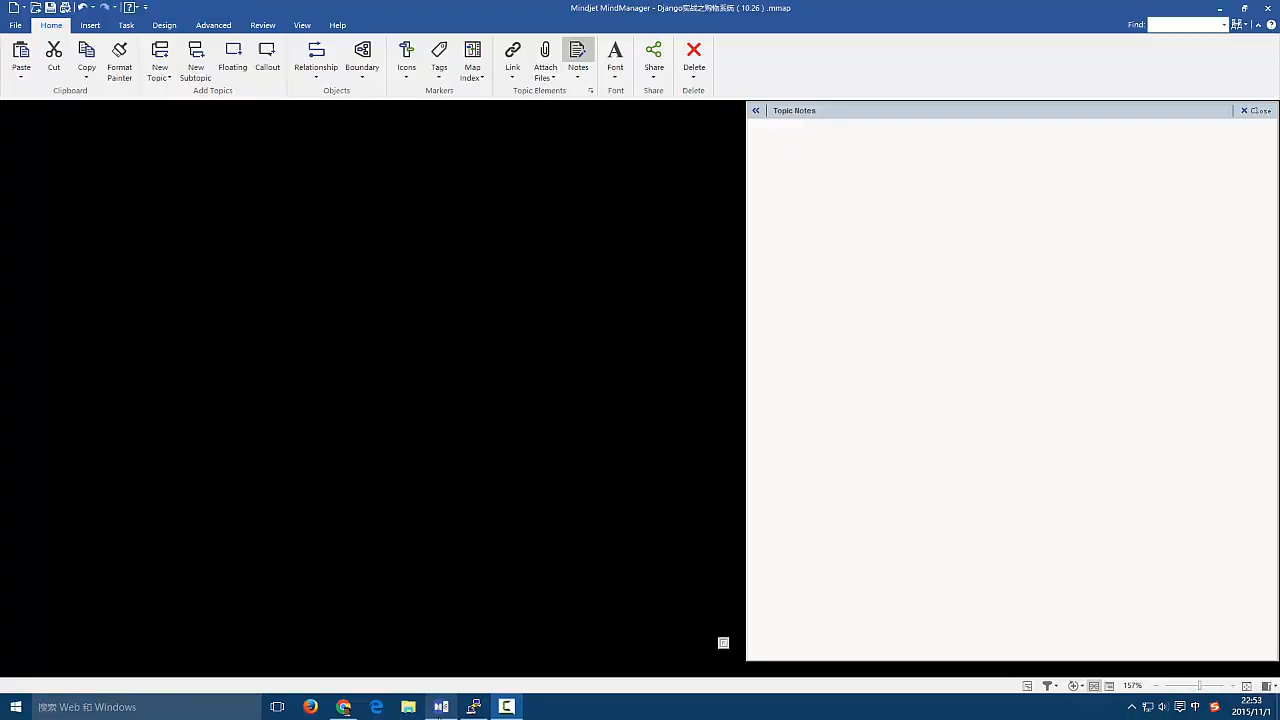 Mindjet MindManager - Django实战之购物系统 ( 10.26 ) .mmap
File Home Insert Task Design Advanced Review View Help Find:
Paste Cut Copy Format Painter New Topic New Subtopic Floating Callout Relationship Boundary Icons Tags Map Index Link Attach Files Notes Font Share Delete
Clipboard Add Topics Objects Markers Topic Elements Font Share Delete
« Topic Notes Close
157%
搜索 Web 和 Windows
中
22:53
2015/11/1